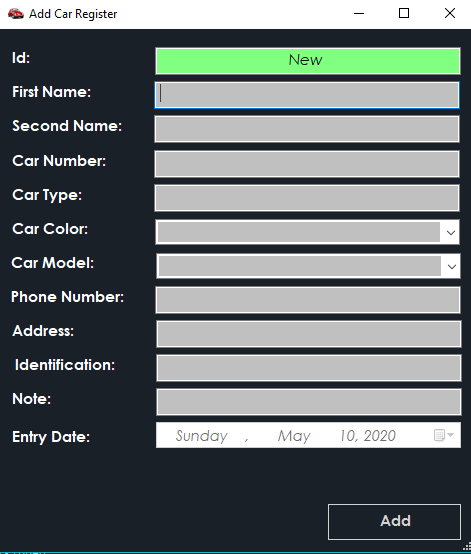 Add Car Register
Id: New
First Name:
Second Name:
Car Number:
Car Type:
Car Color:
Car Model:
Phone Number:
Address:
Identification:
Note:
Entry Date: Sunday , May 10, 2020
Add